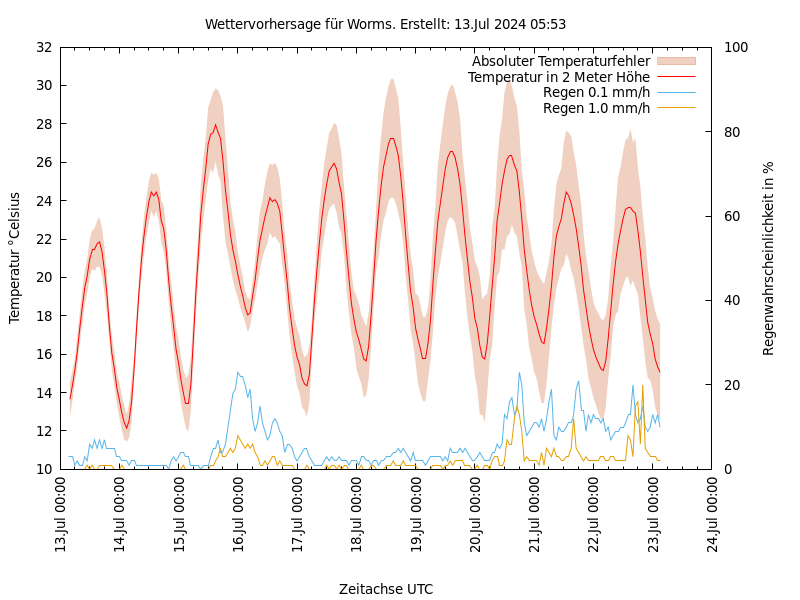 Wettervorhersage für Worms. Erstellt: 13.Jul 2024 05:53
Absoluter Temperaturfehler
Temperatur in 2 Meter Höhe
Regen 0.1 mm/h
Regen 1.0 mm/h
Temperatur °Celsius
32
30
28
26
24
22
20
18
16
14
12
10
100
80
60
40
20
0
Regenwahrscheinlichkeit in %
13.Jul 00:00
14.Jul 00:00
15.Jul 00:00
16.Jul 00:00
17.Jul 00:00
18.Jul 00:00
19.Jul 00:00
20.Jul 00:00
21.Jul 00:00
22.Jul 00:00
23.Jul 00:00
24.Jul 00:00
Zeitachse UTC